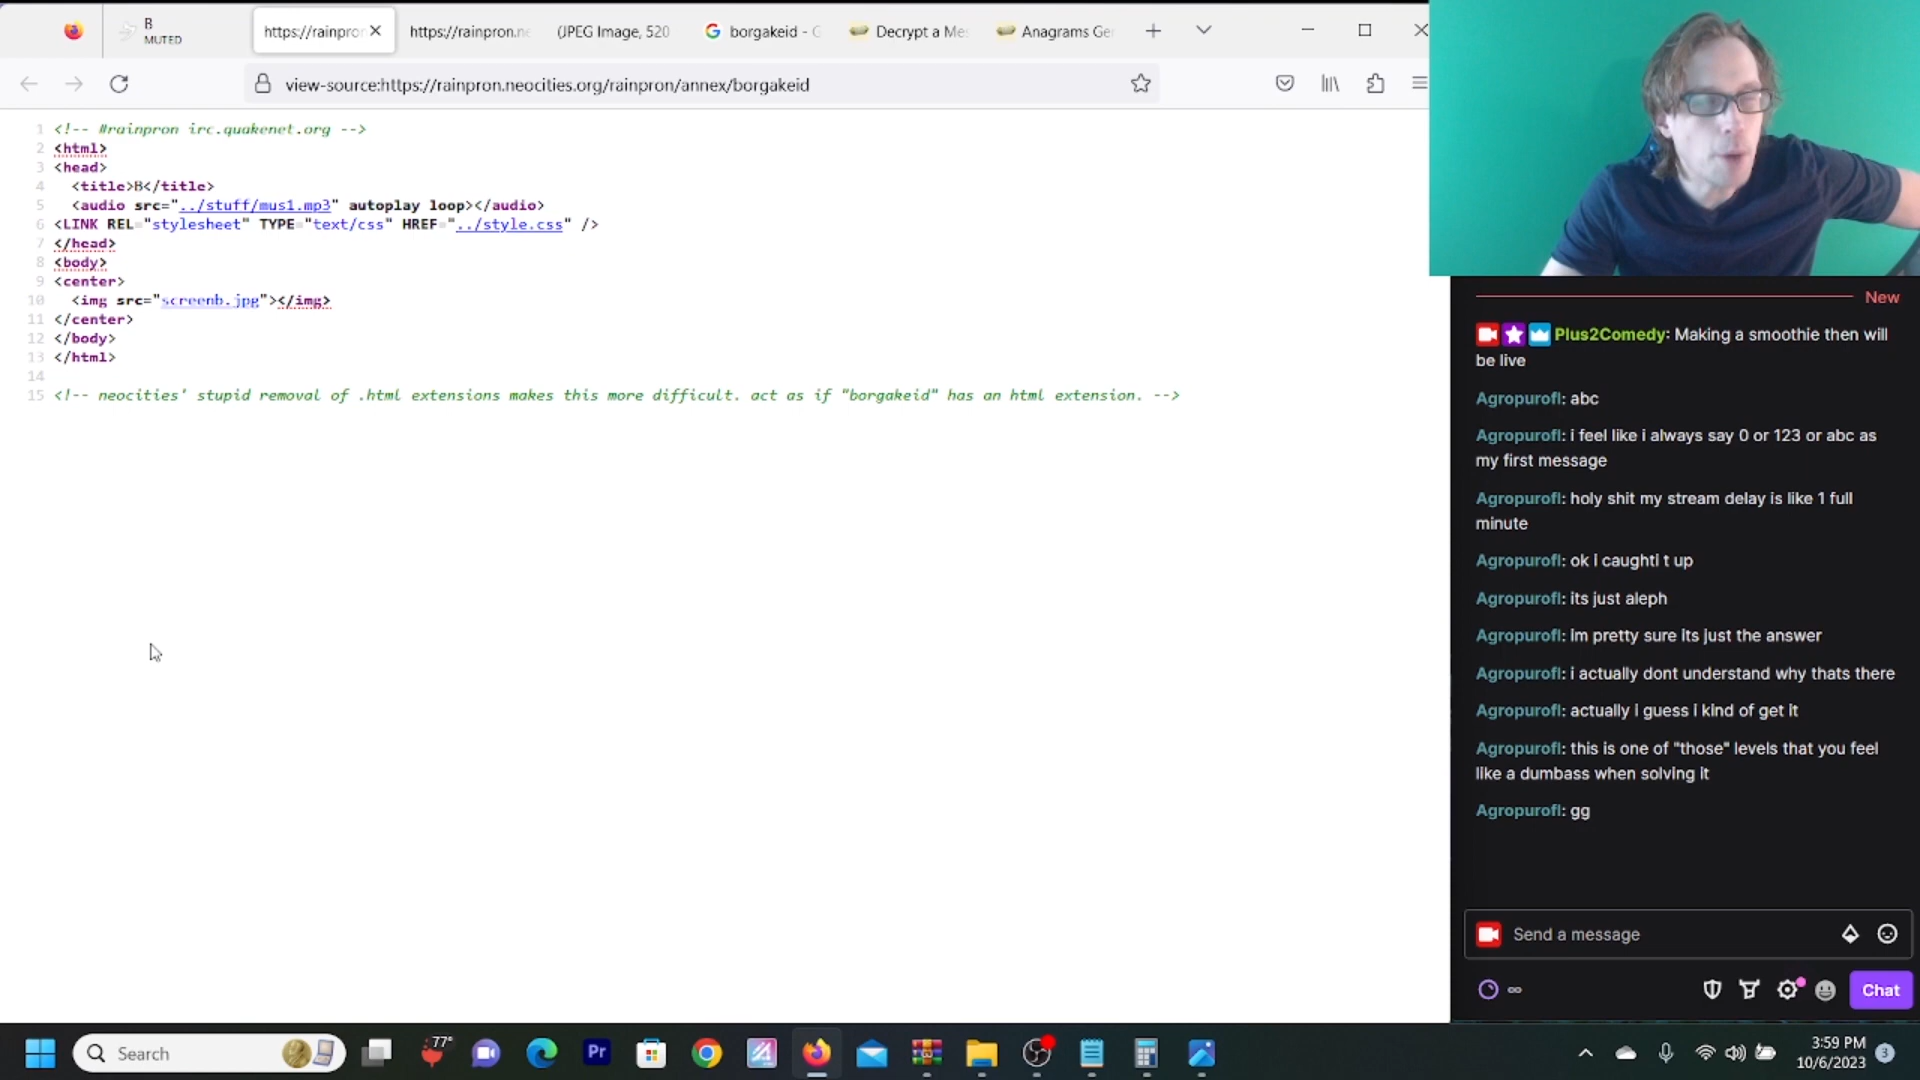 B
MUTED
https://rainpron
https://rainpron.ne
(JPEG Image, 520
borgakeid - G
Decrypt a Mes
Anagrams Gen
view-source:https://rainpron.neocities.org/rainpron/annex/borgakeid
1 <!-- #rainpron irc.quakenet.org -->
2 <html>
3 <head>
4 <title>B</title>
5 <audio src="../stuff/mus1.mp3" autoplay loop></audio>
6 <LINK REL="stylesheet" TYPE="text/css" HREF="../style.css" />
7 </head>
8 <body>
9 <center>
10 <img src="screenb.jpg"></img>
11 </center>
12 </body>
13 </html>
14
15 <!-- neocities' stupid removal of .html extensions makes this more difficult. act as if "borgakeid" has an html extension. -->
New
Plus2Comedy: Making a smoothie then will
be live
Agropurofl: abc
Agropurofl: i feel like i always say 0 or 123 or abc as
my first message
Agropurofl: holy shit my stream delay is like 1 full
minute
Agropurofl: ok i caughti t up
Agropurofl: its just aleph
Agropurofl: im pretty sure its just the answer
Agropurofl: i actually dont understand why thats there
Agropurofl: actually i guess i kind of get it
Agropurofl: this is one of "those" levels that you feel
like a dumbass when solving it
Agropurofl: gg
Send a message
Chat
Search
77°
Pr
3:59 PM
10/6/2023
3